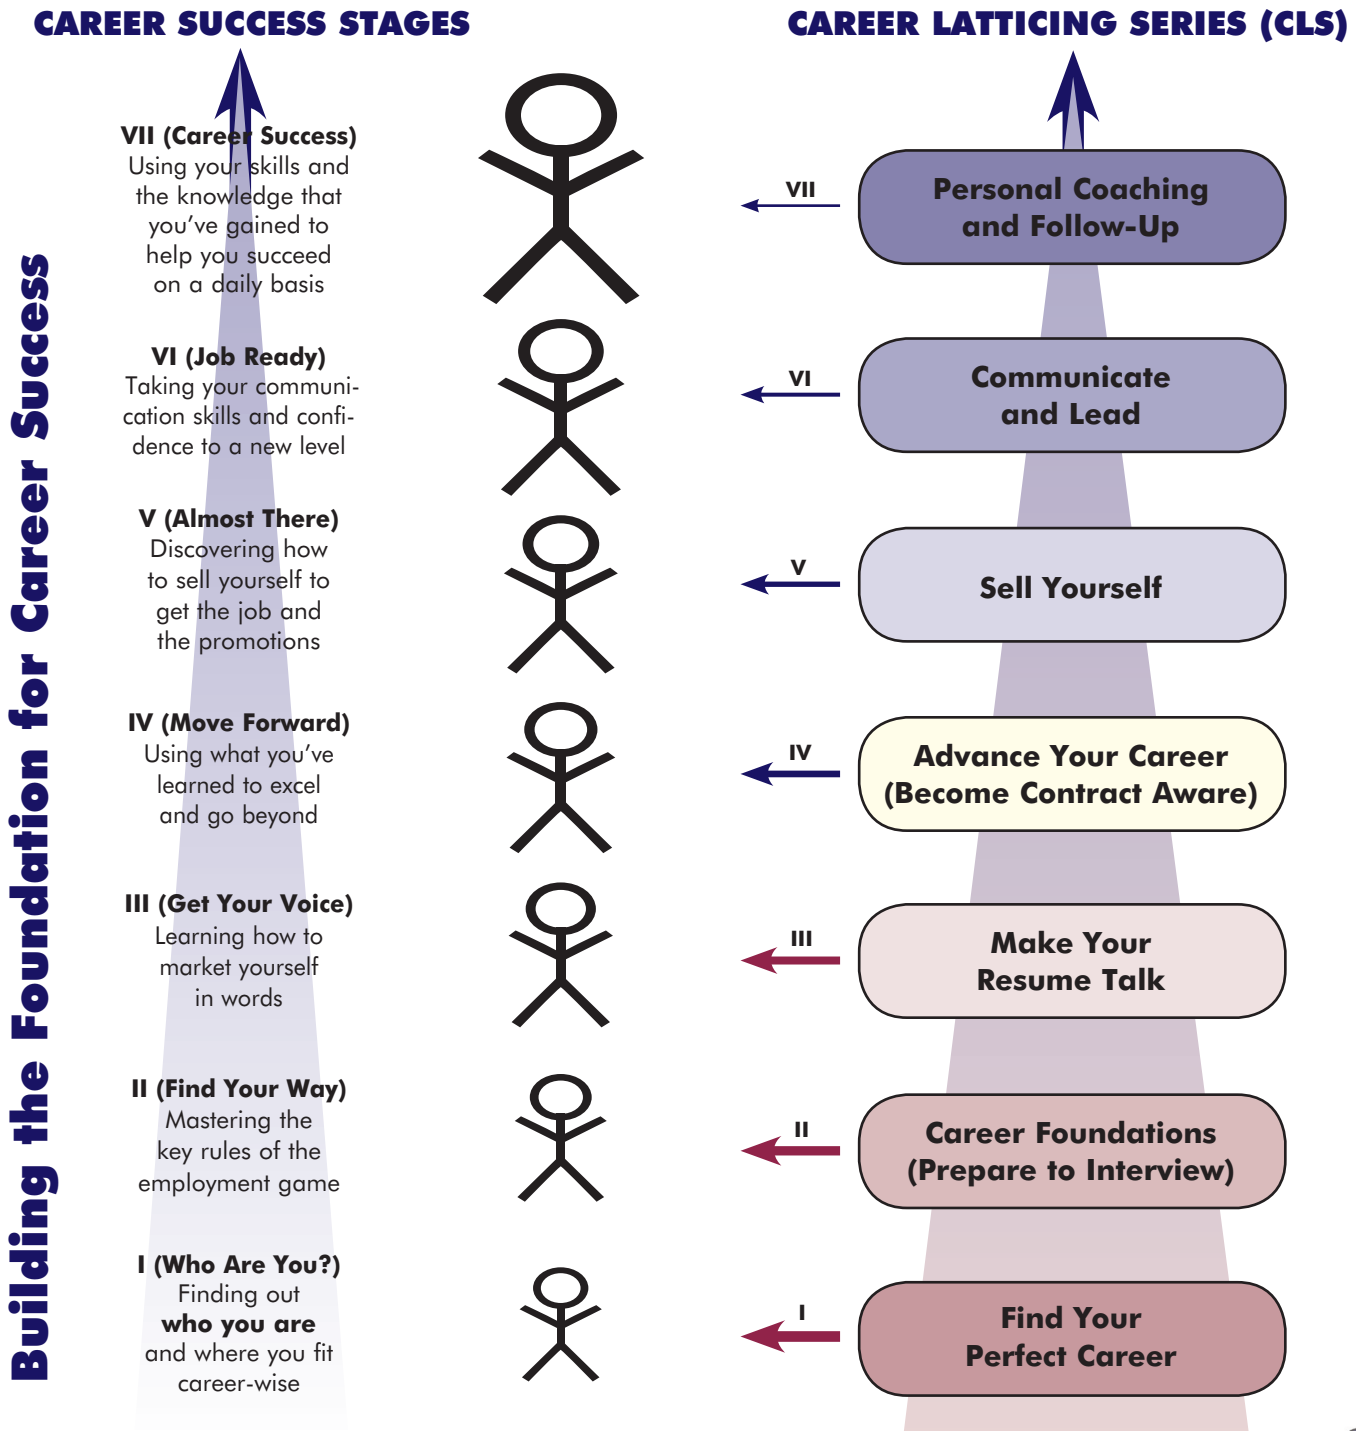 CAREER SUCCESS STAGES
CAREER LATTICING SERIES (CLS)
Building the Foundation for Career Success
VII (Career Success)
Using your skills and
the knowledge that
you've gained to
help you succeed
on a daily basis
VII
Personal Coaching
and Follow-Up
VI (Job Ready)
Taking your communi-
cation skills and confi-
dence to a new level
VI
Communicate
and Lead
V (Almost There)
Discovering how
to sell yourself to
get the job and
the promotions
V
Sell Yourself
IV (Move Forward)
Using what you've
learned to excel
and go beyond
IV
Advance Your Career
(Become Contract Aware)
III (Get Your Voice)
Learning how to
market yourself
in words
III
Make Your
Resume Talk
II (Find Your Way)
Mastering the
key rules of the
employment game
II
Career Foundations
(Prepare to Interview)
I (Who Are You?)
Finding out
who you are
and where you fit
career-wise
I
Find Your
Perfect Career